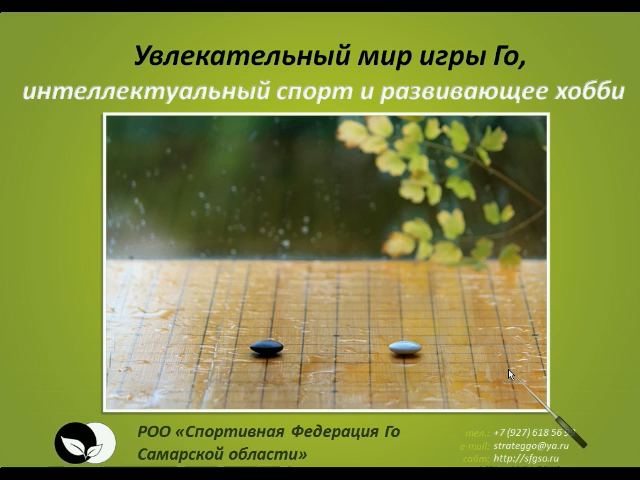 Увлекательный мир игры Го,
интеллектуальный спорт и развивающее хобби
РОО «Спортивная Федерация Го
Самарской области»
тел.: +7 (927) 618 56
e-mail: strateggo@ya.ru
сайт: http://sfgso.ru